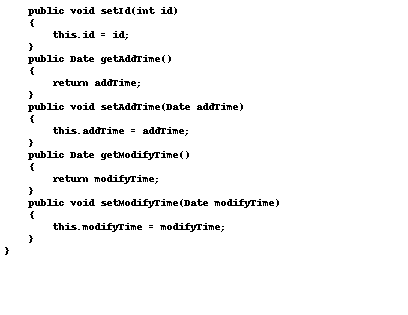 public void setId(int id)
    {
        this.id = id;
    }
    public Date getAddTime()
    {
        return addTime;
    }
    public void setAddTime(Date addTime)
    {
        this.addTime = addTime;
    }
    public Date getModifyTime()
    {
        return modifyTime;
    }
    public void setModifyTime(Date modifyTime)
    {
        this.modifyTime = modifyTime;
    }
}